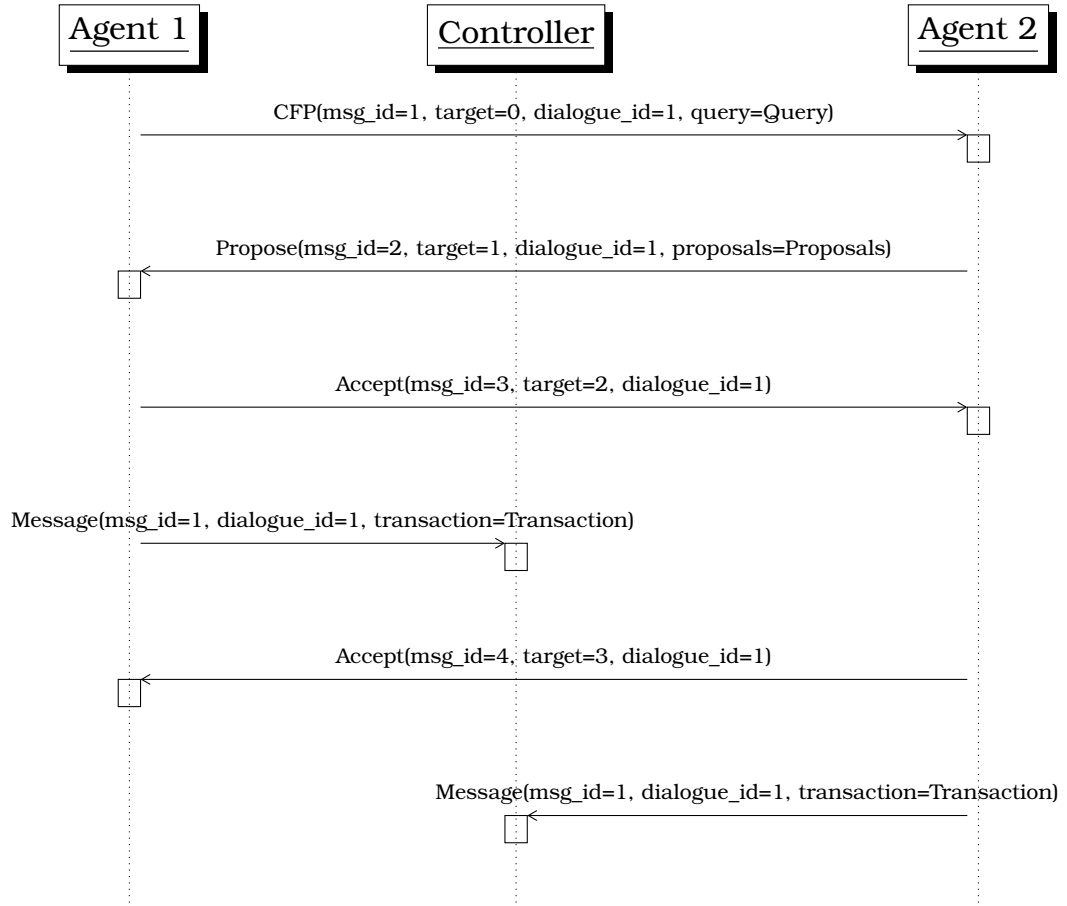 Agent 1
Controller
Agent 2
CFP(msg_id=1, target=0, dialogue_id=1, query=Query)
Propose(msg_id=2, target=1, dialogue_id=1, proposals=Proposals)
Accept(msg_id=3, target=2, dialogue_id=1)
Message(msg_id=1, dialogue_id=1, transaction=Transaction)
Accept(msg_id=4, target=3, dialogue_id=1)
Message(msg_id=1, dialogue_id=1, transaction=Transaction)